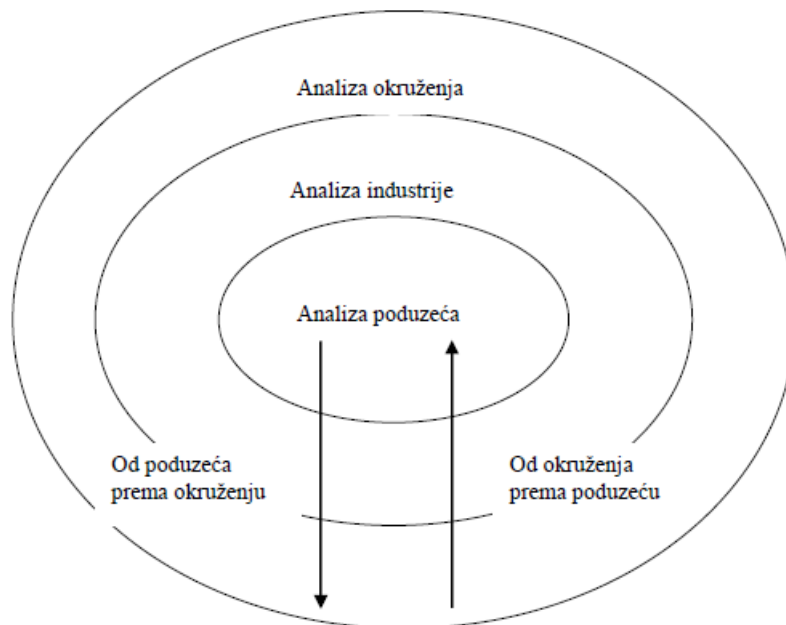 Analiza okruženja
Analiza industrije
Analiza poduzeća
Od poduzeća
prema okruženju
Od okruženja
prema poduzeću